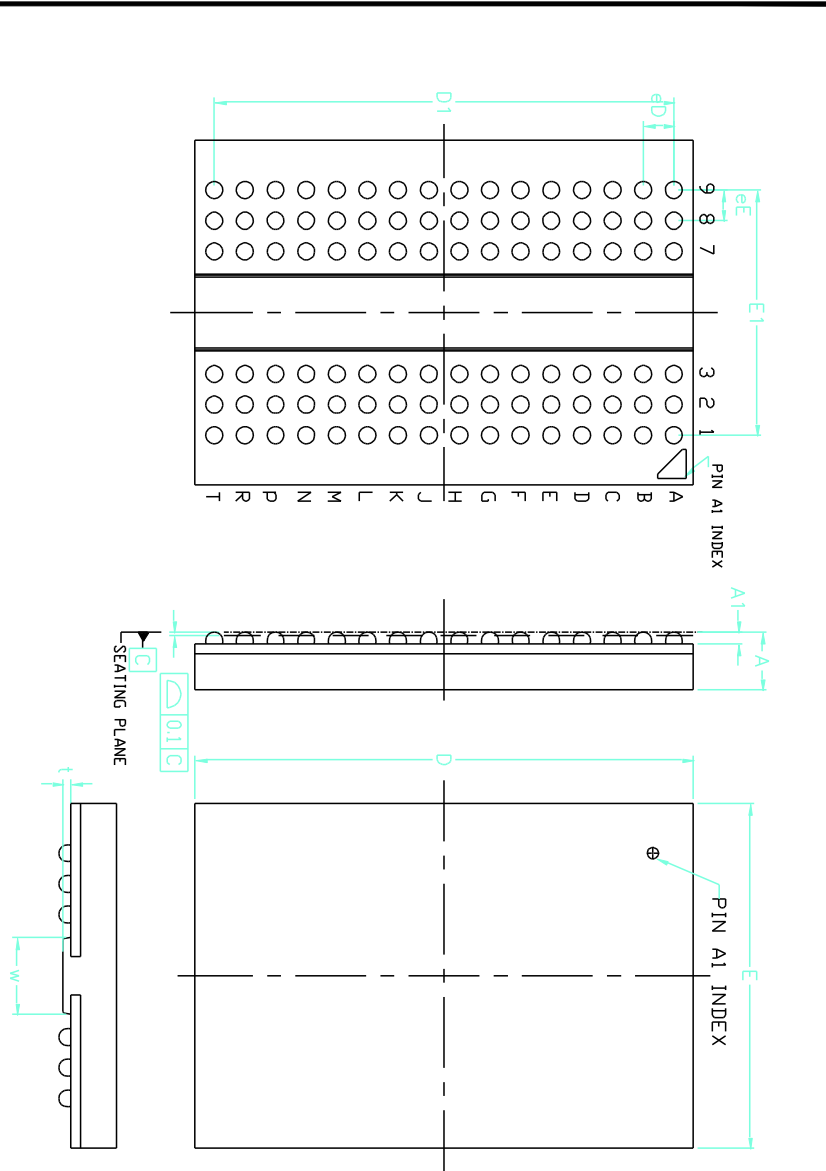 D1
eD
9
8
7
eE
E1
3
2
1
PIN A1 INDEX
T R P N M L K J H G F E D C B A
A1
A
C
SEATING PLANE
0.1 C
D
t
PIN A1 INDEX
E
w